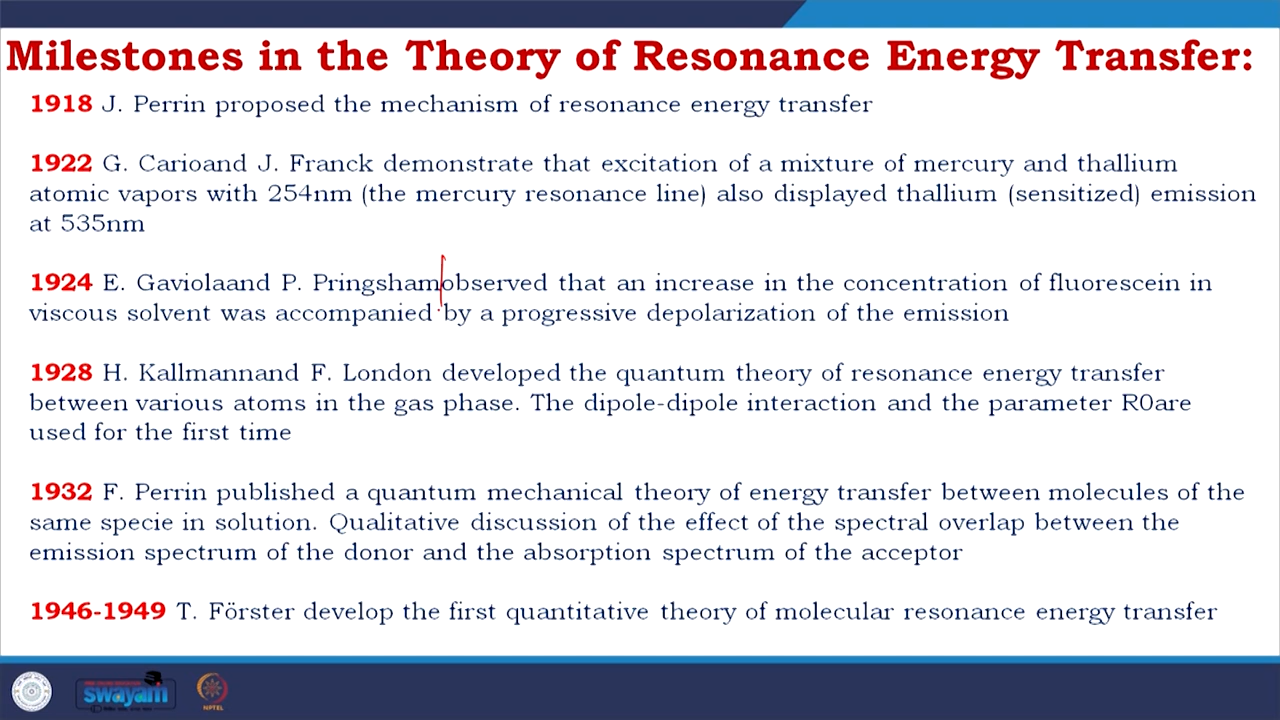 Milestones in the Theory of Resonance Energy Transfer:
1918 J. Perrin proposed the mechanism of resonance energy transfer
1922 G. Carioand J. Franck demonstrate that excitation of a mixture of mercury and thallium
atomic vapors with 254nm (the mercury resonance line) also displayed thallium (sensitized) emission
at 535nm
1924 E. Gaviolaand P. Pringshamobserved that an increase in the concentration of fluorescein in
viscous solvent was accompanied by a progressive depolarization of the emission
1928 H. Kallmannand F. London developed the quantum theory of resonance energy transfer
between various atoms in the gas phase. The dipole-dipole interaction and the parameter R0are
used for the first time
1932 F. Perrin published a quantum mechanical theory of energy transfer between molecules of the
same specie in solution. Qualitative discussion of the effect of the spectral overlap between the
emission spectrum of the donor and the absorption spectrum of the acceptor
1946-1949 T. Förster develop the first quantitative theory of molecular resonance energy transfer
swayam
NPTEL